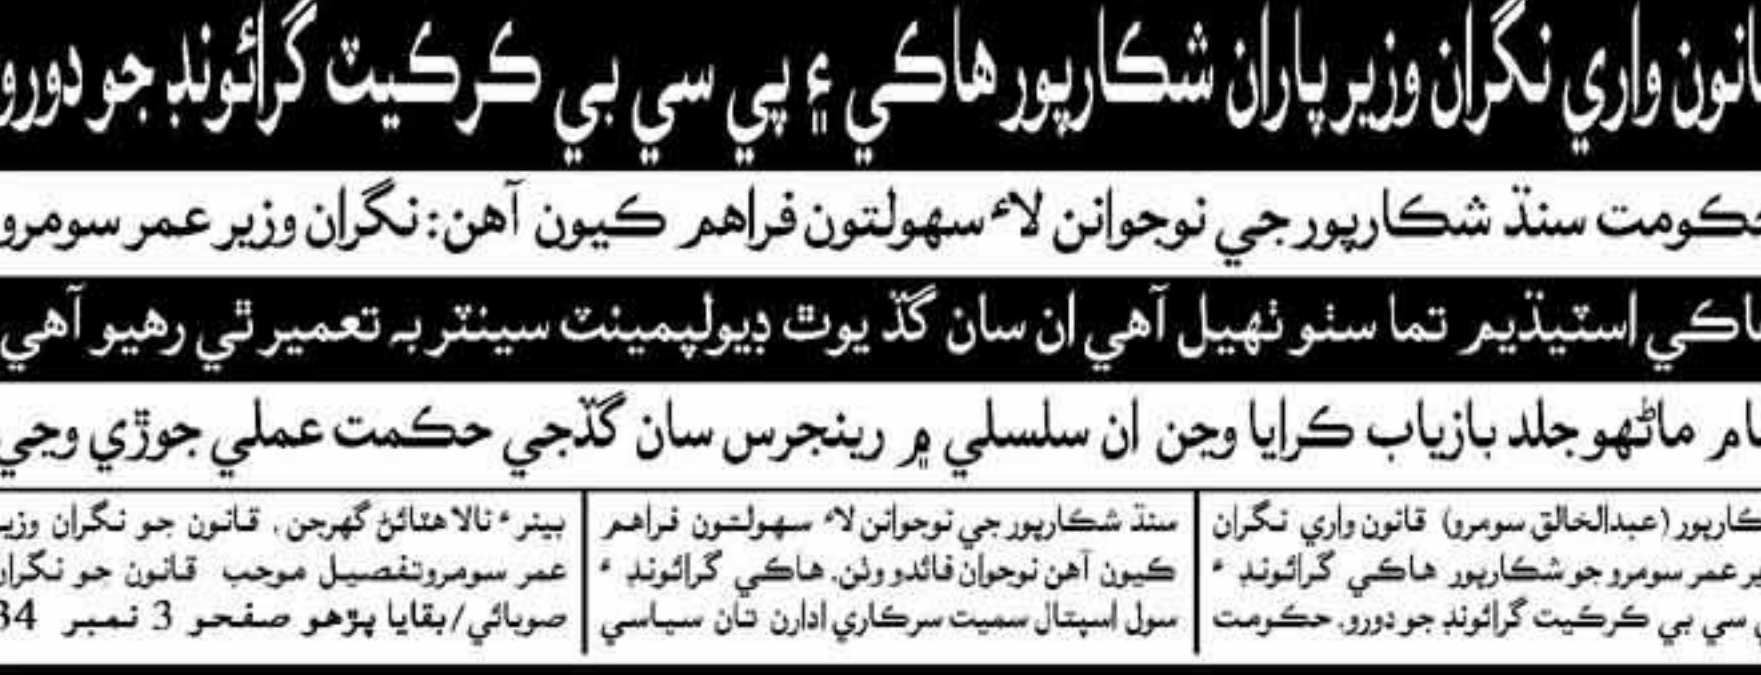 قانون واري نگران وزير پاران شڪارپور هاڪي ۽ پي سي بي ڪرڪيٽ گرائونڊ جو دورو
حڪومت سنڌ شڪارپور جي نوجوانن لاءِ سهولتون فراهم ڪيون آهن: نگران وزير عمر سومرو
هاڪي اسٽيڊيم تما سٺو ٺهيل آهي ان سان گڏ يوٿ ڊيولپمينٽ سينٽر بہ تعمير ٿي رهيو آهي
ماڻهو جلد بازياب ڪرايا وڃن ان سلسلي ۾ رينجرس سان گڏجي حڪمت عملي جوڙي وڃي
شڪارپور (عبدالخالق سومرو) قانون واري نگران
وزير عمر سومرو جو شڪارپور هاڪي گرائونڊ ۽
پي سي بي ڪرڪيٽ گرائونڊ جو دورو. حڪومت
سنڌ شڪارپور جي نوجوانن لاءِ سهولتون فراهم
ڪيون آهن نوجوان فائدو وٺن. هاڪي گرائونڊ ۽
سول اسپتال سميت سرڪاري ادارن تان سياسي
بينر ۽ نالا هٽائڻ گهرجن. قانون جو نگران وزير
عمر سومرو تفصيل موجب قانون جو نگران
صوبائي/بقايا پڙهو صفحو 3 نمبر 34